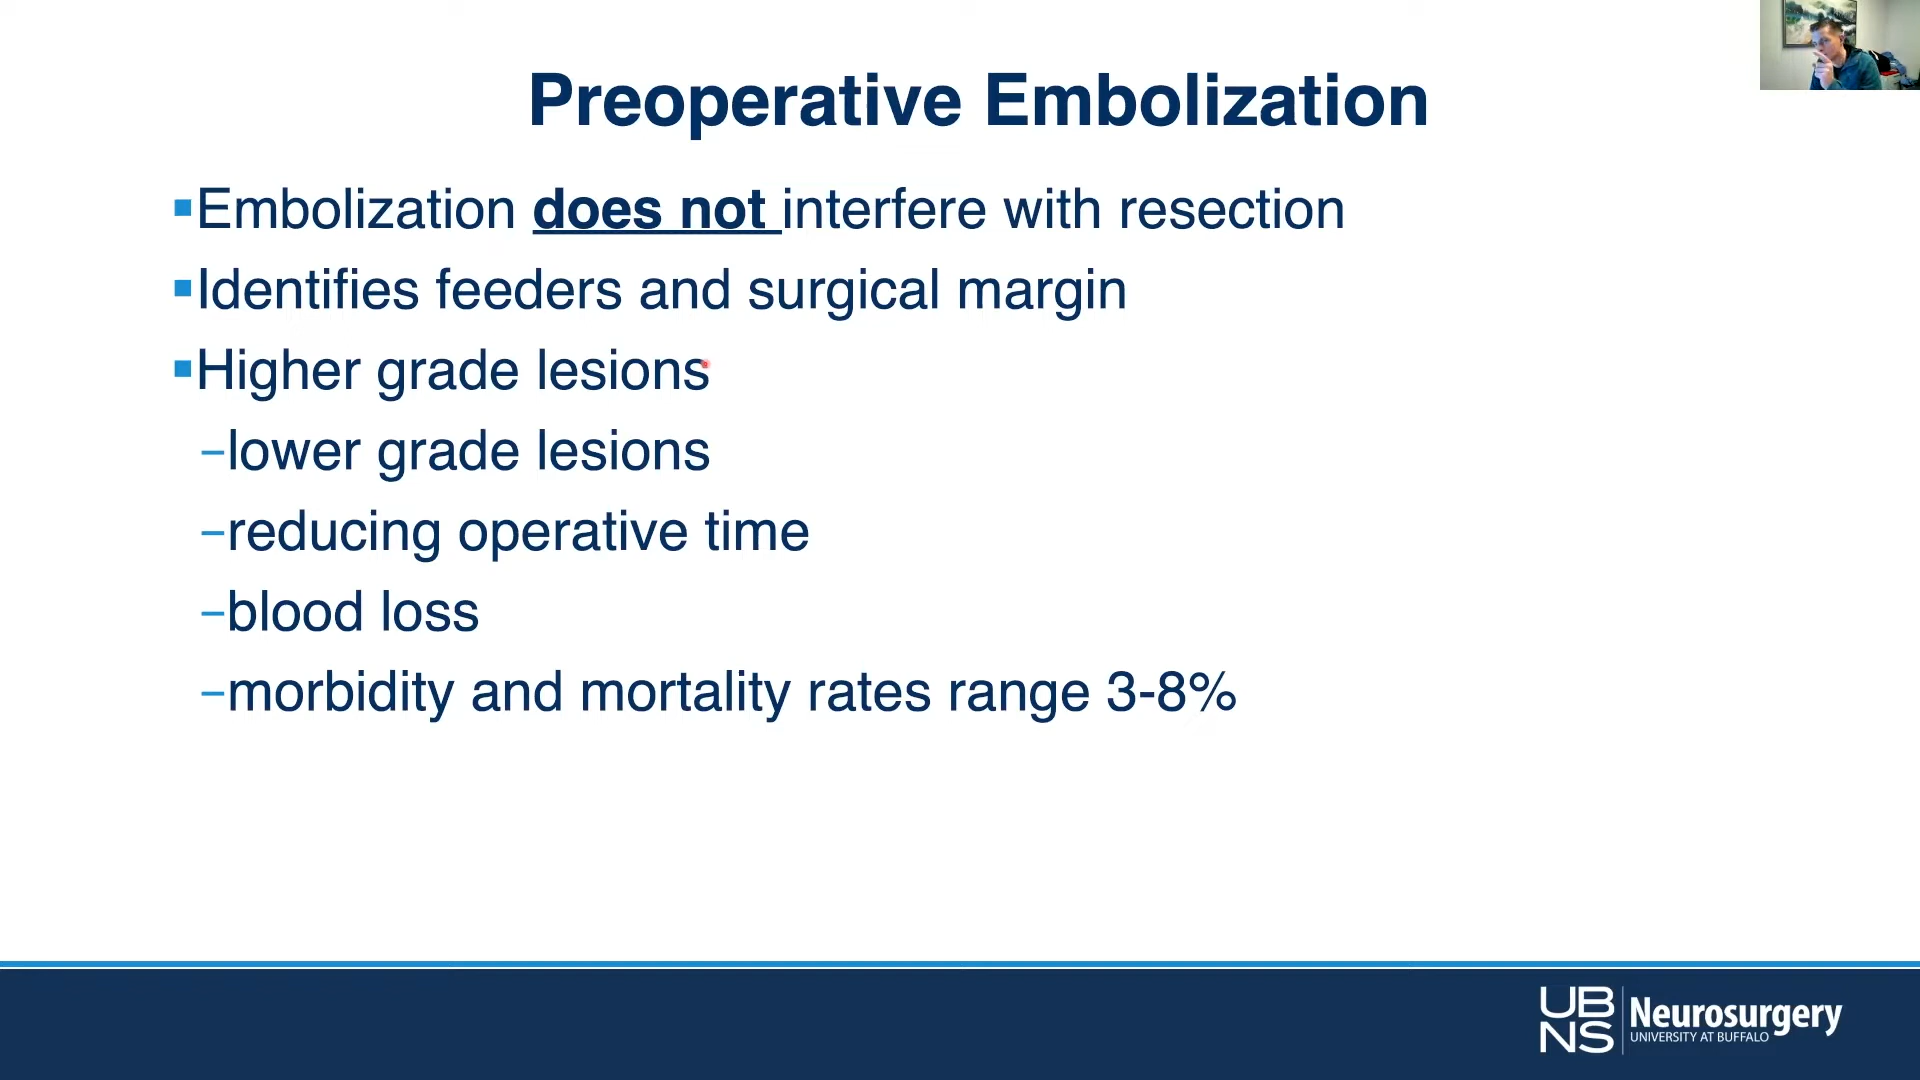 Preoperative Embolization
▪Embolization does not interfere with resection
▪Identifies feeders and surgical margin
▪Higher grade lesions
–lower grade lesions
–reducing operative time
–blood loss
–morbidity and mortality rates range 3-8%
UB
NS
Neurosurgery
UNIVERSITY AT BUFFALO